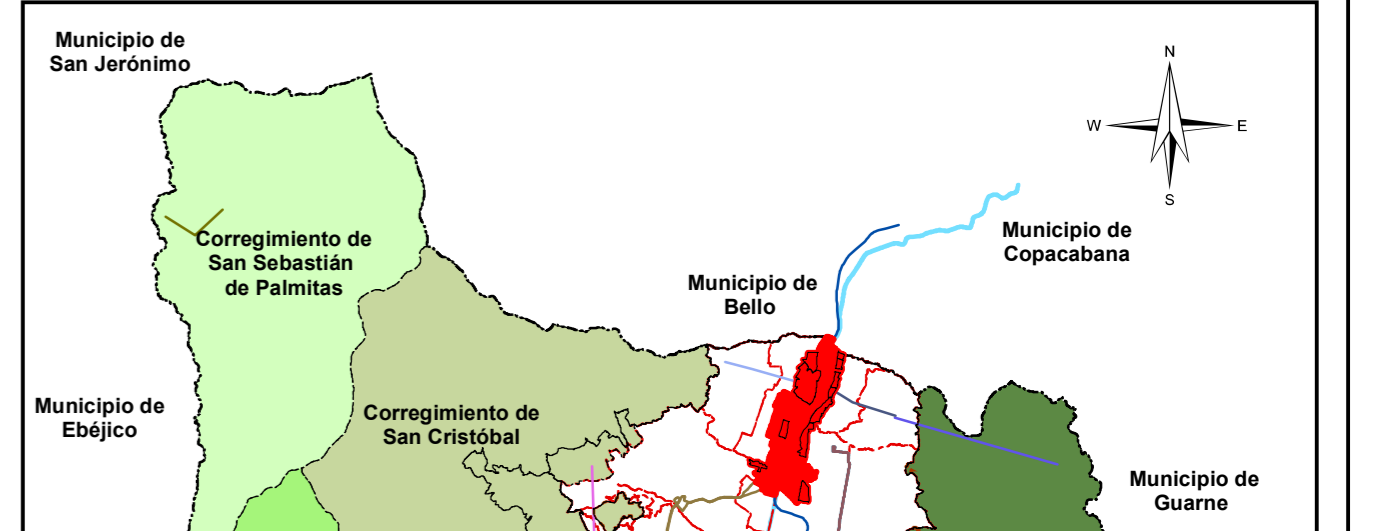 Municipio de
San Jerónimo
N
W
E
S
Corregimiento de
San Sebastián
de Palmitas
Municipio de
Copacabana
Municipio de
Bello
Municipio de
Ebéjico
Corregimiento de
San Cristóbal
Municipio de
Guarne